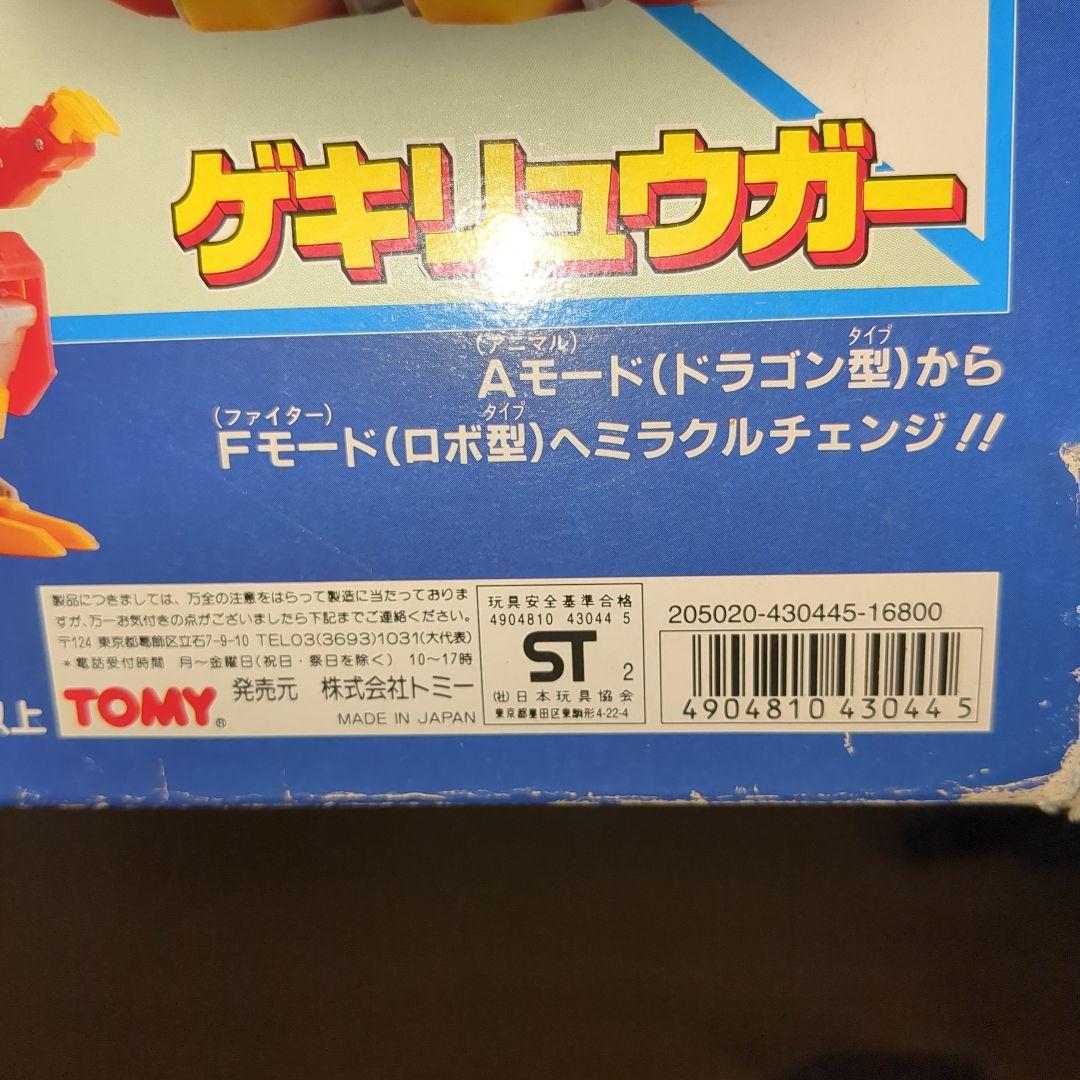 ゲキリュウガー
(アニマル) タイプ
Aモード(ドラゴン型)から
(ファイター) タイプ
Fモード(ロボ型)へミラクルチェンジ!!
製品につきましては、万全の注意をはらって製造に当たっておりま
すが、万一お気付きの点がございましたら下記までご連絡ください。
〒124 東京都葛飾区立石7-9-10 TEL03(3693)1031(大代表)
*電話受付時間 月〜金曜日(祝日・祭日を除く) 10〜17時
TOMY® 発売元 株式会社トミー
MADE IN JAPAN
以上
玩具安全基準合格
4904810 43044 5
ST 2
(社)日本玩具協会
東京都墨田区東駒形4-22-4
205020-430445-16800
4904810 430445